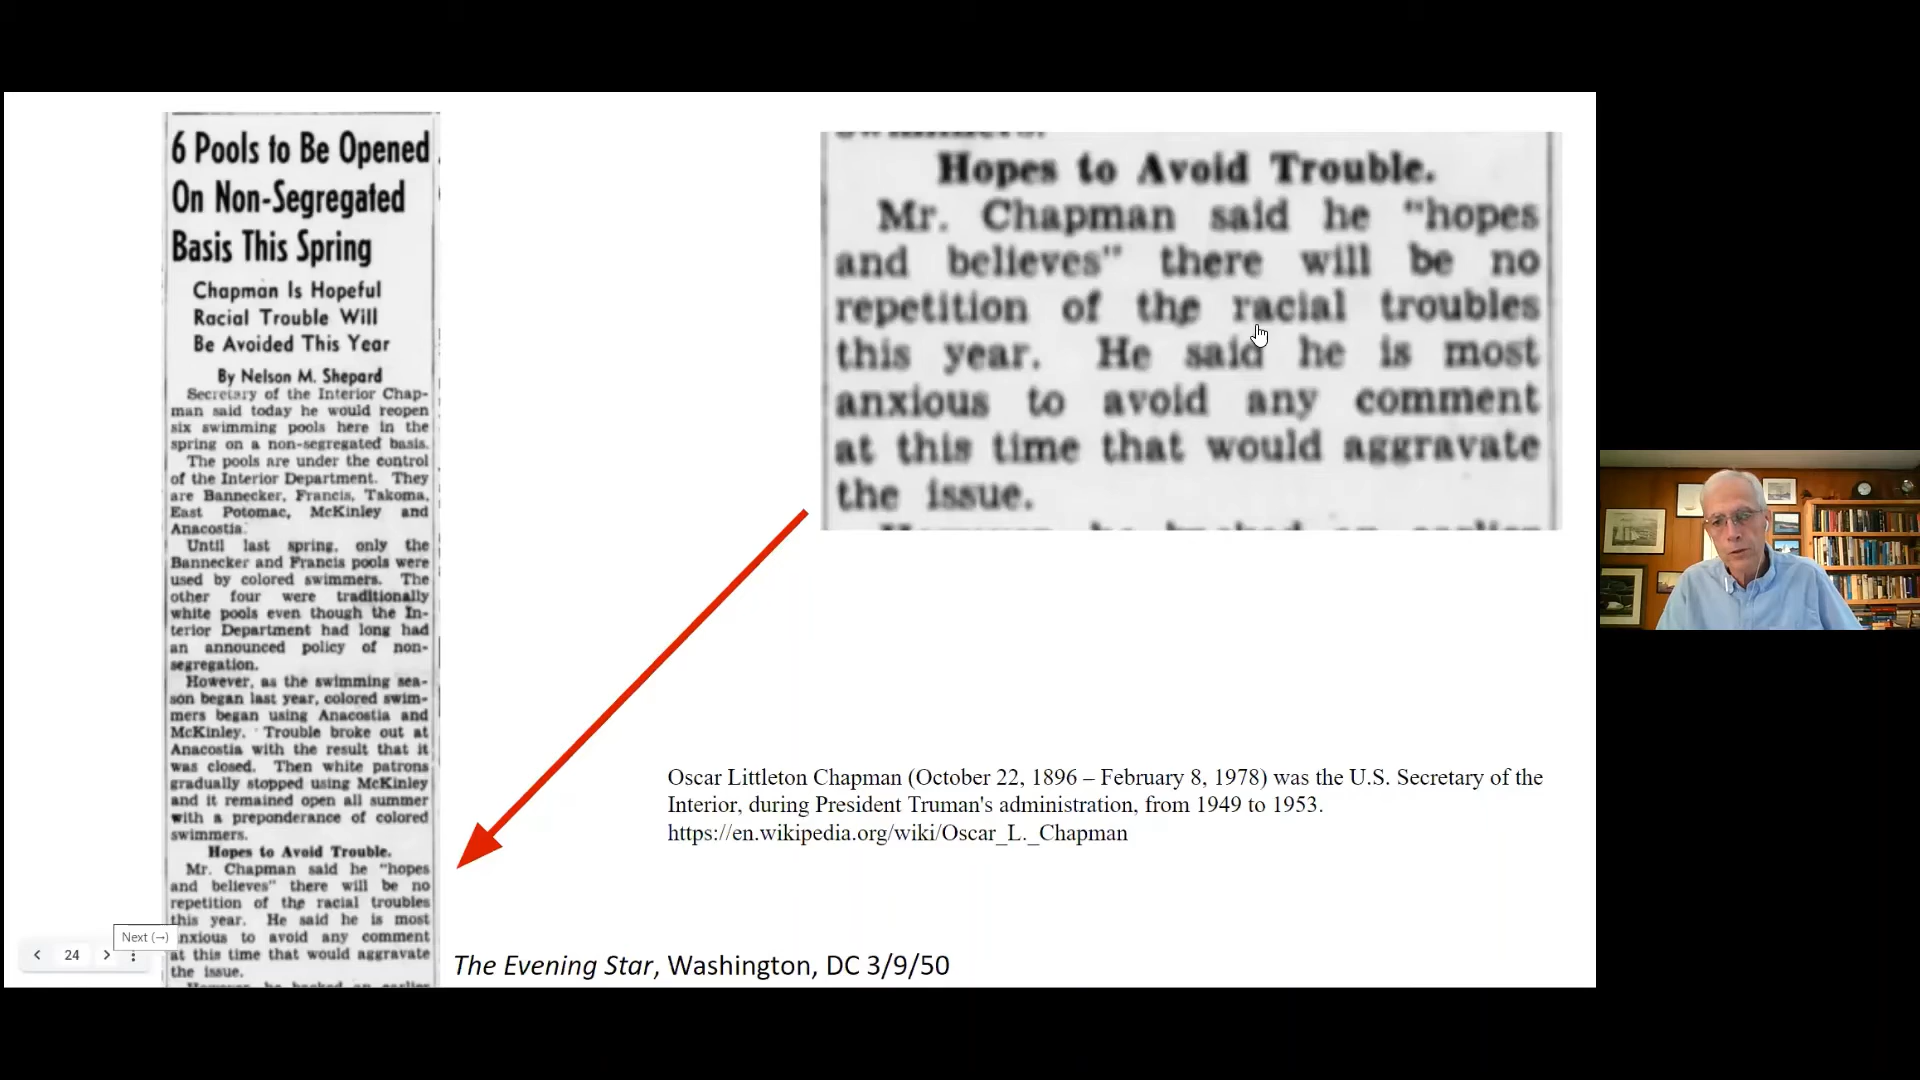 6 Pools to Be Opened
On Non-Segregated
Basis This Spring
Chapman Is Hopeful
Racial Trouble Will
Be Avoided This Year
By Nelson M. Shepard
Secretary of the Interior Chap-
man said today he would reopen
six swimming pools here in the
spring on a non-segregated basis.
The pools are under the control
of the Interior Department. They
are Bannecker, Francis, Takoma,
East Potomac, McKinley and
Anacostia.
Until last spring, only the
Bannecker and Francis pools were
used by colored swimmers. The
other four were traditionally
white pools even though the In-
terior Department had long had
an announced policy of non-
segregation.
However, as the swimming sea-
son began last year, colored swim-
mers began using Anacostia and
McKinley. Trouble broke out at
Anacostia with the result that it
was closed. Then white patrons
gradually stopped using McKinley
and it remained open all summer
with a preponderance of colored
swimmers.
Hopes to Avoid Trouble.
Mr. Chapman said he "hopes
and believes" there will be no
repetition of the racial troubles
this year. He said he is most
nxious to avoid any comment
at this time that would aggravate
the issue.
Hopes to Avoid Trouble.
Mr. Chapman said he "hopes
and believes" there will be no
repetition of the racial troubles
this year. He said he is most
anxious to avoid any comment
at this time that would aggravate
the issue.
Oscar Littleton Chapman (October 22, 1896 – February 8, 1978) was the U.S. Secretary of the
Interior, during President Truman's administration, from 1949 to 1953.
https://en.wikipedia.org/wiki/Oscar_L._Chapman
The Evening Star, Washington, DC 3/9/50
Next (→)
24